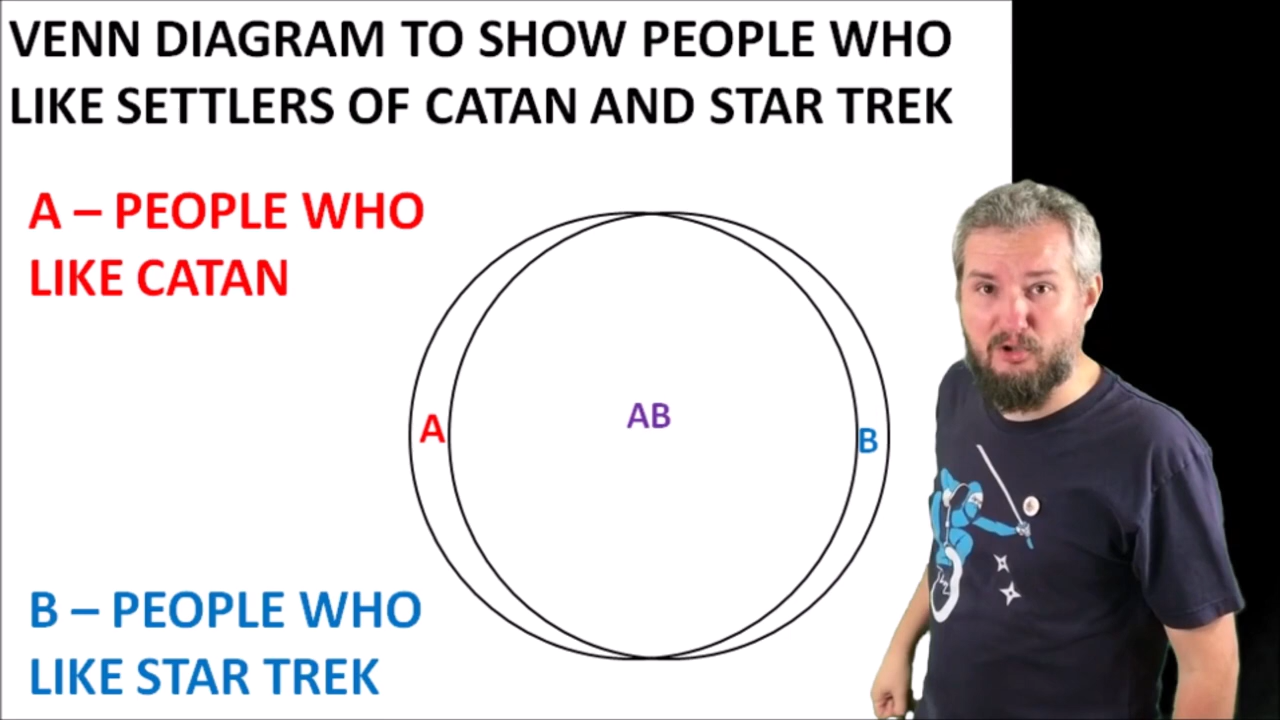 VENN DIAGRAM TO SHOW PEOPLE WHO
LIKE SETTLERS OF CATAN AND STAR TREK
A – PEOPLE WHO
LIKE CATAN
A
AB
B
B – PEOPLE WHO
LIKE STAR TREK